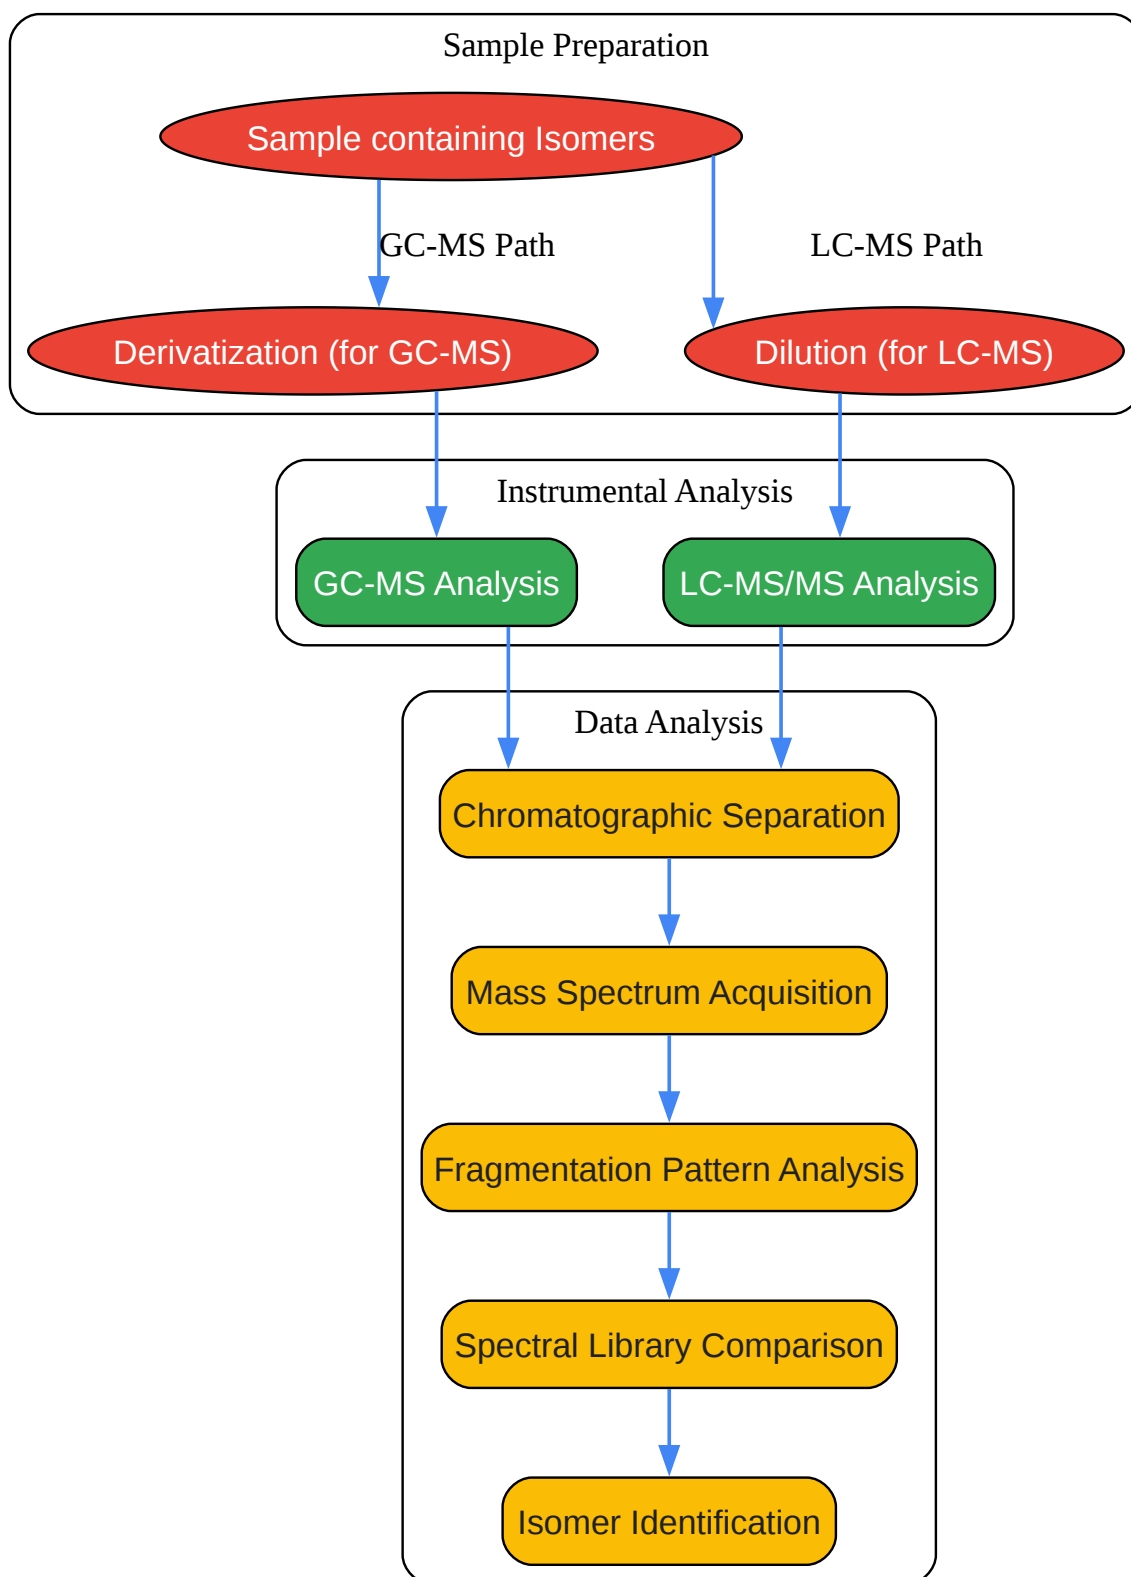 Sample Preparation
Sample containing Isomers
GC-MS Path
LC-MS Path
Derivatization (for GC-MS)
Dilution (for LC-MS)
Instrumental Analysis
GC-MS Analysis
LC-MS/MS Analysis
Data Analysis
Chromatographic Separation
Mass Spectrum Acquisition
Fragmentation Pattern Analysis
Spectral Library Comparison
Isomer Identification